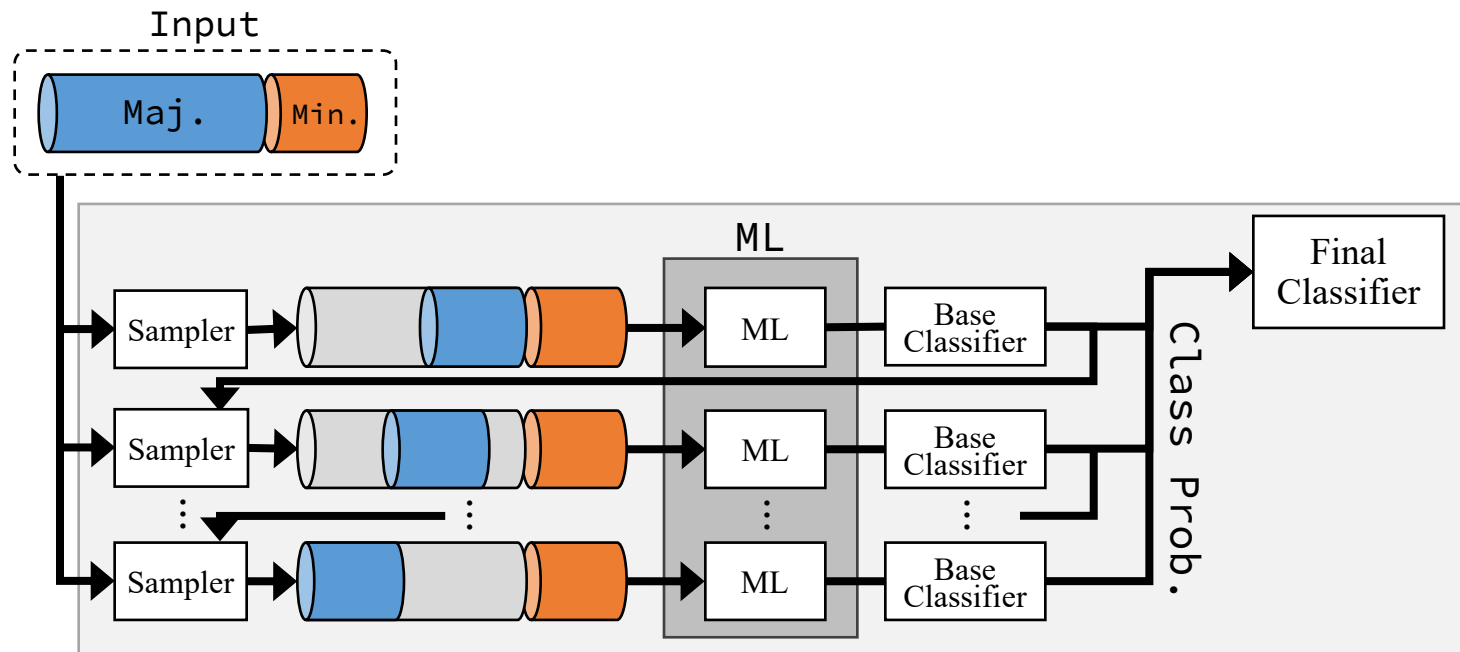 Input
Maj.
Min.
ML
Final
Classifier
Sampler
ML
Base
Classifier
Sampler
ML
Base
Classifier
Class Prob.
Sampler
ML
Base
Classifier